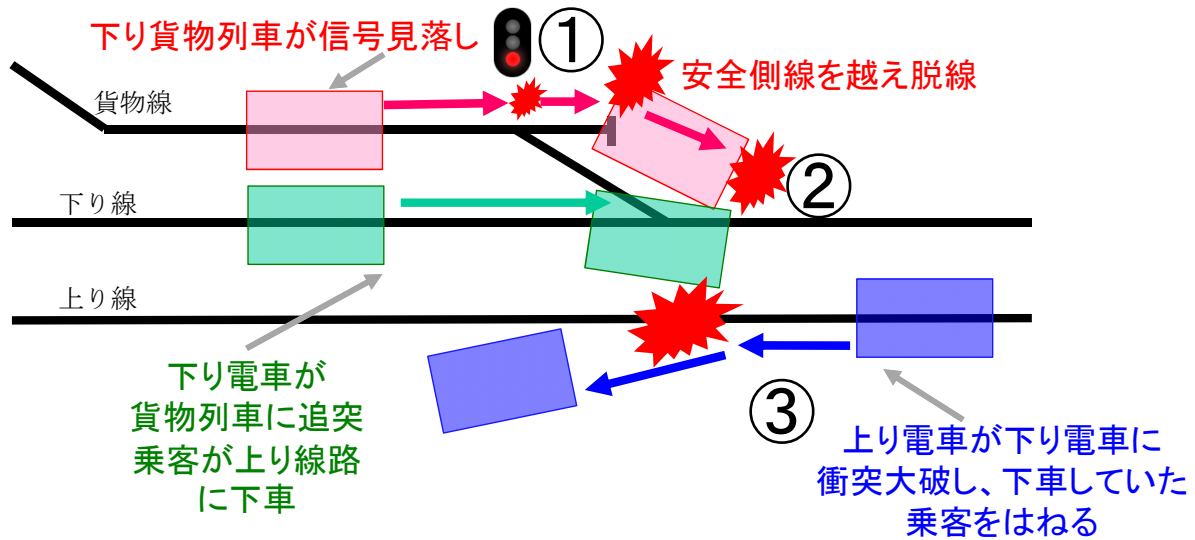 下り貨物列車が信号見落し
①
安全側線を越え脱線
貨物線
②
下り線
上り線
下り電車が
貨物列車に追突
乗客が上り線路
に下車
③
上り電車が下り電車に
衝突大破し、下車していた
乗客をはねる